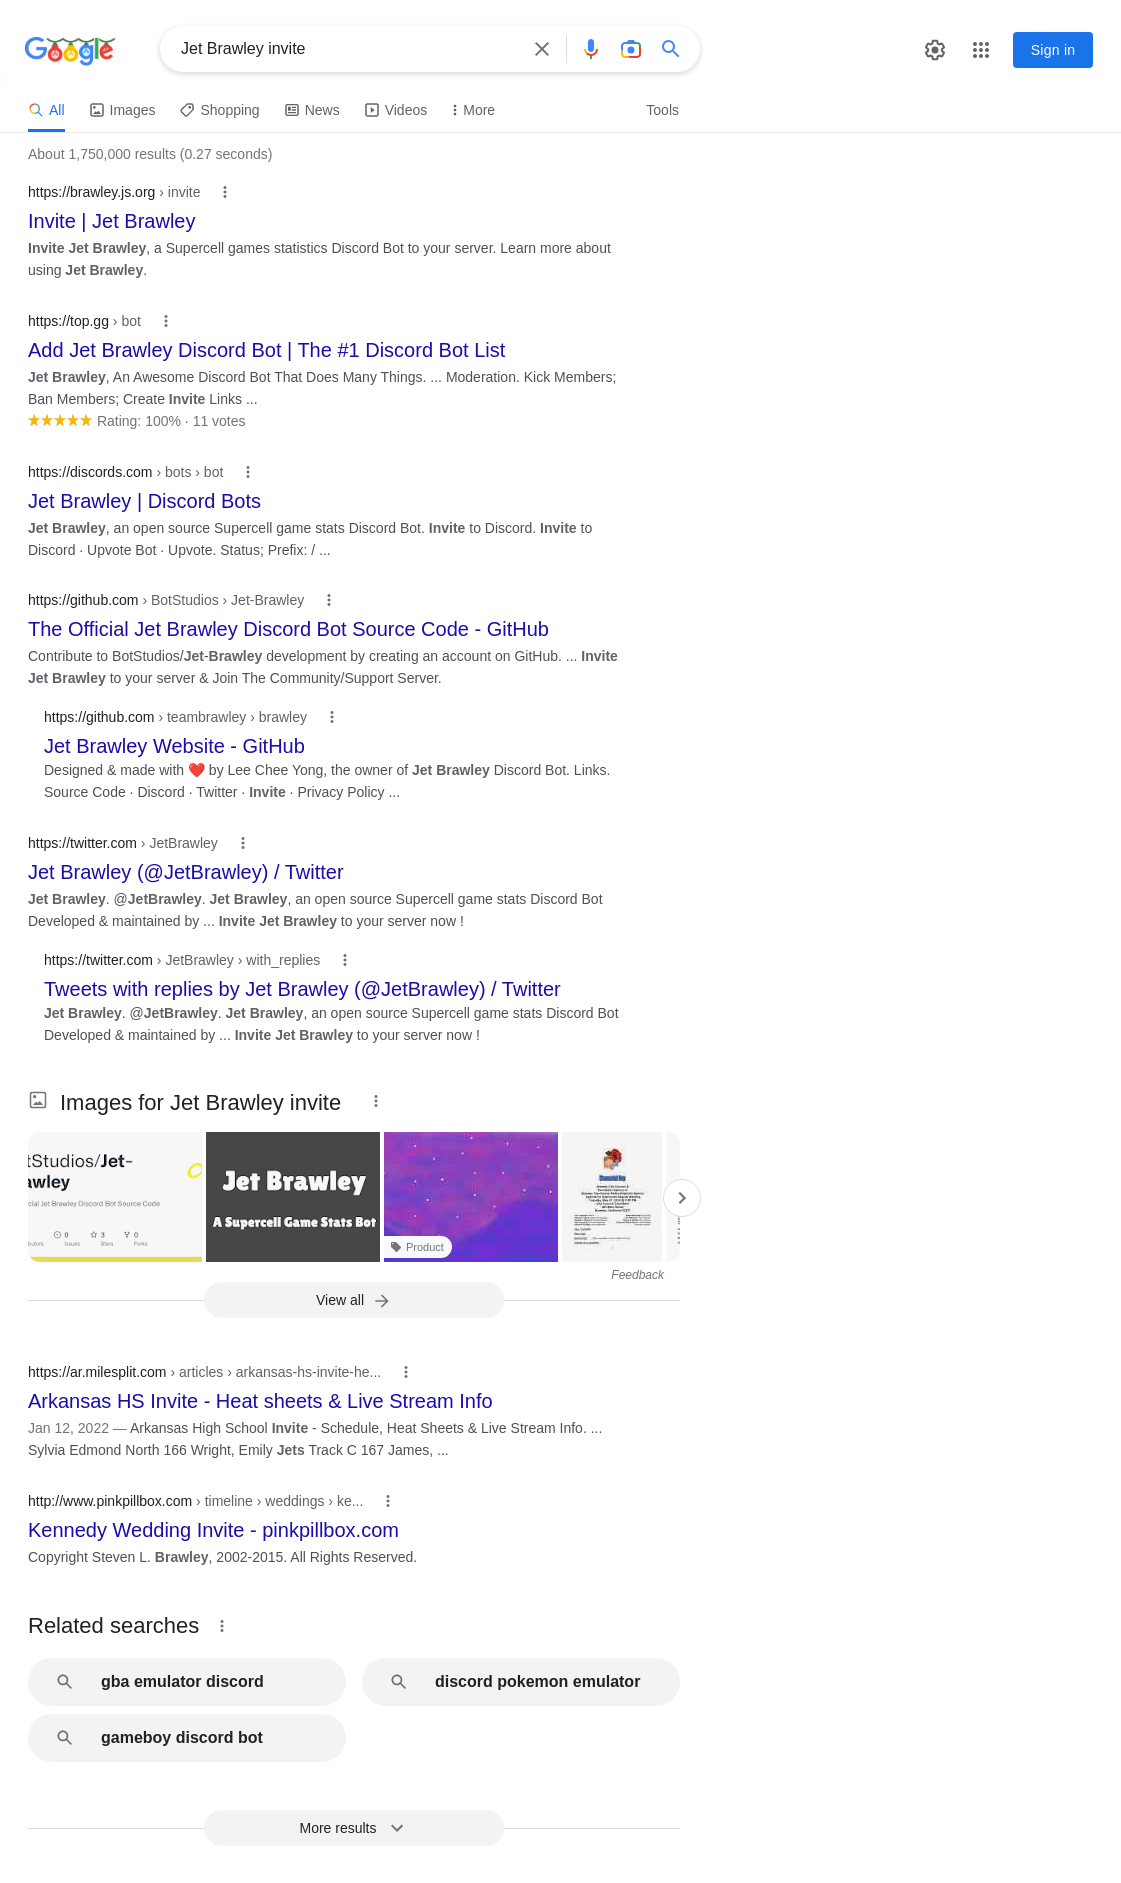 Google
Jet Brawley invite
Sign in
All
Images
Shopping
News
Videos
More
Tools
About 1,750,000 results (0.27 seconds)
https://brawley.js.org › invite
Invite | Jet Brawley
Invite Jet Brawley, a Supercell games statistics Discord Bot to your server. Learn more about
using Jet Brawley.
https://top.gg › bot
Add Jet Brawley Discord Bot | The #1 Discord Bot List
Jet Brawley, An Awesome Discord Bot That Does Many Things. ... Moderation. Kick Members;
Ban Members; Create Invite Links ...
Rating: 100% · 11 votes
https://discords.com › bots › bot
Jet Brawley | Discord Bots
Jet Brawley, an open source Supercell game stats Discord Bot. Invite to Discord. Invite to
Discord · Upvote Bot · Upvote. Status; Prefix: / ...
https://github.com › BotStudios › Jet-Brawley
The Official Jet Brawley Discord Bot Source Code - GitHub
Contribute to BotStudios/Jet-Brawley development by creating an account on GitHub. ... Invite
Jet Brawley to your server & Join The Community/Support Server.
https://github.com › teambrawley › brawley
Jet Brawley Website - GitHub
Designed & made with ❤️ by Lee Chee Yong, the owner of Jet Brawley Discord Bot. Links.
Source Code · Discord · Twitter · Invite · Privacy Policy ...
https://twitter.com › JetBrawley
Jet Brawley (@JetBrawley) / Twitter
Jet Brawley. @JetBrawley. Jet Brawley, an open source Supercell game stats Discord Bot
Developed & maintained by ... Invite Jet Brawley to your server now !
https://twitter.com › JetBrawley › with_replies
Tweets with replies by Jet Brawley (@JetBrawley) / Twitter
Jet Brawley. @JetBrawley. Jet Brawley, an open source Supercell game stats Discord Bot
Developed & maintained by ... Invite Jet Brawley to your server now !
Images for Jet Brawley invite
tStudios/Jet-
awley
cial Jet Brawley Discord Bot Source Code
0
3
0
butors
Issues
Stars
Forks
Jet Brawley
A Supercell Game Stats Bot
Product
Feedback
View all
https://ar.milesplit.com › articles › arkansas-hs-invite-he...
Arkansas HS Invite - Heat sheets & Live Stream Info
Jan 12, 2022 — Arkansas High School Invite - Schedule, Heat Sheets & Live Stream Info. ...
Sylvia Edmond North 166 Wright, Emily Jets Track C 167 James, ...
http://www.pinkpillbox.com › timeline › weddings › ke...
Kennedy Wedding Invite - pinkpillbox.com
Copyright Steven L. Brawley, 2002-2015. All Rights Reserved.
Related searches
gba emulator discord
discord pokemon emulator
gameboy discord bot
More results